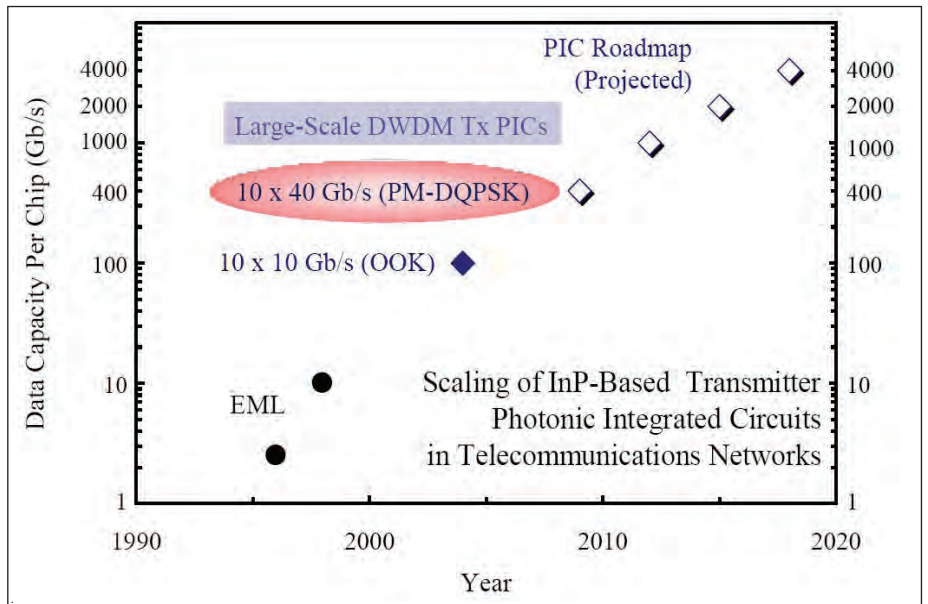 Data Capacity Per Chip (Gb/s)
4000
2000
1000
400
100
10
1
PIC Roadmap
(Projected)
Large-Scale DWDM Tx PICs
10 x 40 Gb/s (PM-DQPSK)
10 x 10 Gb/s (OOK)
EML
Scaling of InP-Based Transmitter
Photonic Integrated Circuits
in Telecommunications Networks
4000
2000
1000
400
100
10
1
1990
2000
2010
2020
Year